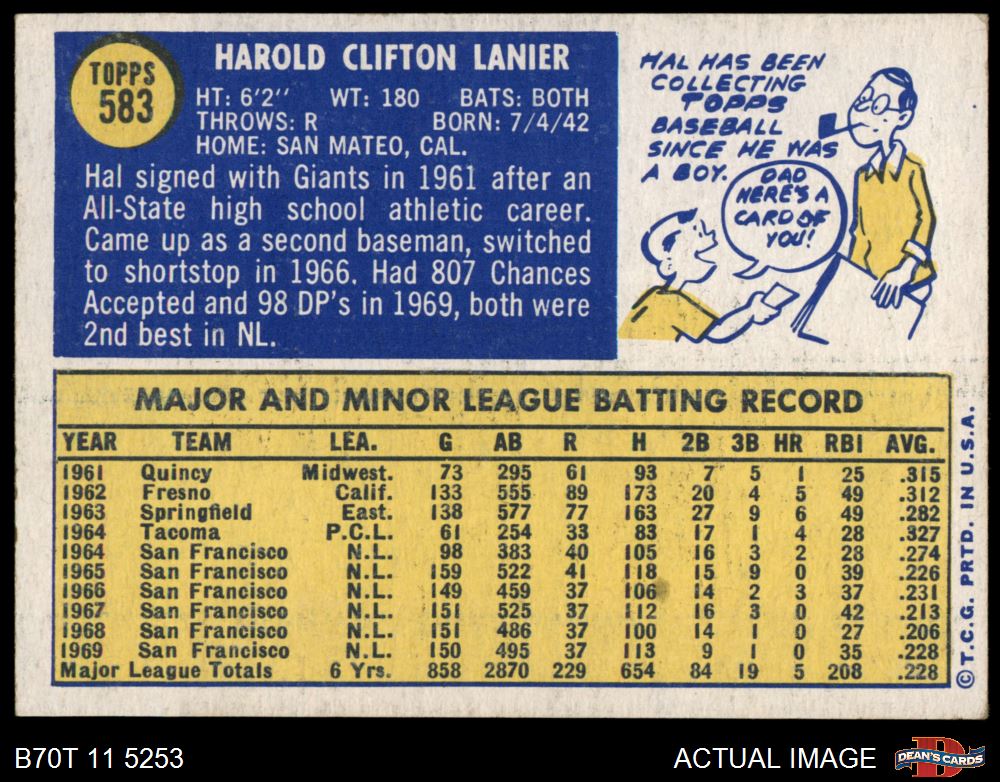 TOPPS
583
HAROLD CLIFTON LANIER
HT: 6'2'' WT: 180 BATS: BOTH
THROWS: R BORN: 7/4/42
HOME: SAN MATEO, CAL.
Hal signed with Giants in 1961 after an
All-State high school athletic career.
Came up as a second baseman, switched
to shortstop in 1966. Had 807 Chances
Accepted and 98 DP's in 1969, both were
2nd best in NL.
HAL HAS BEEN
COLLECTING
TOPPS
BASEBALL
SINCE HE WAS
A BOY.
DAD
HERE'S A
CARD OF
YOU!
MAJOR AND MINOR LEAGUE BATTING RECORD
YEAR TEAM LEA. G AB R H 2B 3B HR RBI AVG.
1961 Quincy Midwest. 73 295 61 93 7 5 1 25 .315
1962 Fresno Calif. 133 555 89 173 20 4 5 49 .312
1963 Springfield East. 138 577 77 163 27 9 6 49 .282
1964 Tacoma P.C.L. 61 254 33 83 17 1 4 28 .327
1964 San Francisco N.L. 98 383 40 105 16 3 2 28 .274
1965 San Francisco N.L. 159 522 41 118 15 9 0 39 .226
1966 San Francisco N.L. 149 459 37 106 14 2 3 37 .231
1967 San Francisco N.L. 151 525 37 112 16 3 0 42 .213
1968 San Francisco N.L. 151 486 37 100 14 1 0 27 .206
1969 San Francisco N.L. 150 495 37 113 9 1 0 35 .228
Major League Totals 6 Yrs. 858 2870 229 654 84 19 5 208 .228
©T.C.G. PRTD. IN U.S.A.
B70T 11 5253
ACTUAL IMAGE
D
DEAN'S CARDS